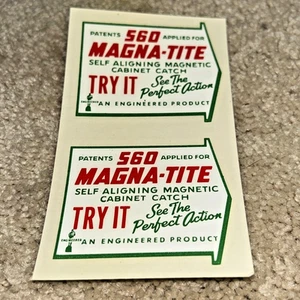 PATENTS 560 APPLIED FOR
MAGNA-TITE
SELF ALIGNING MAGNETIC
CABINET CATCH
TRY IT See The
Perfect Action
AN ENGINEERED PRODUCT
PATENTS 560 APPLIED FOR
MAGNA-TITE
SELF ALIGNING MAGNETIC
CABINET CATCH
TRY IT See The
Perfect Action
AN ENGINEERED PRODUCT